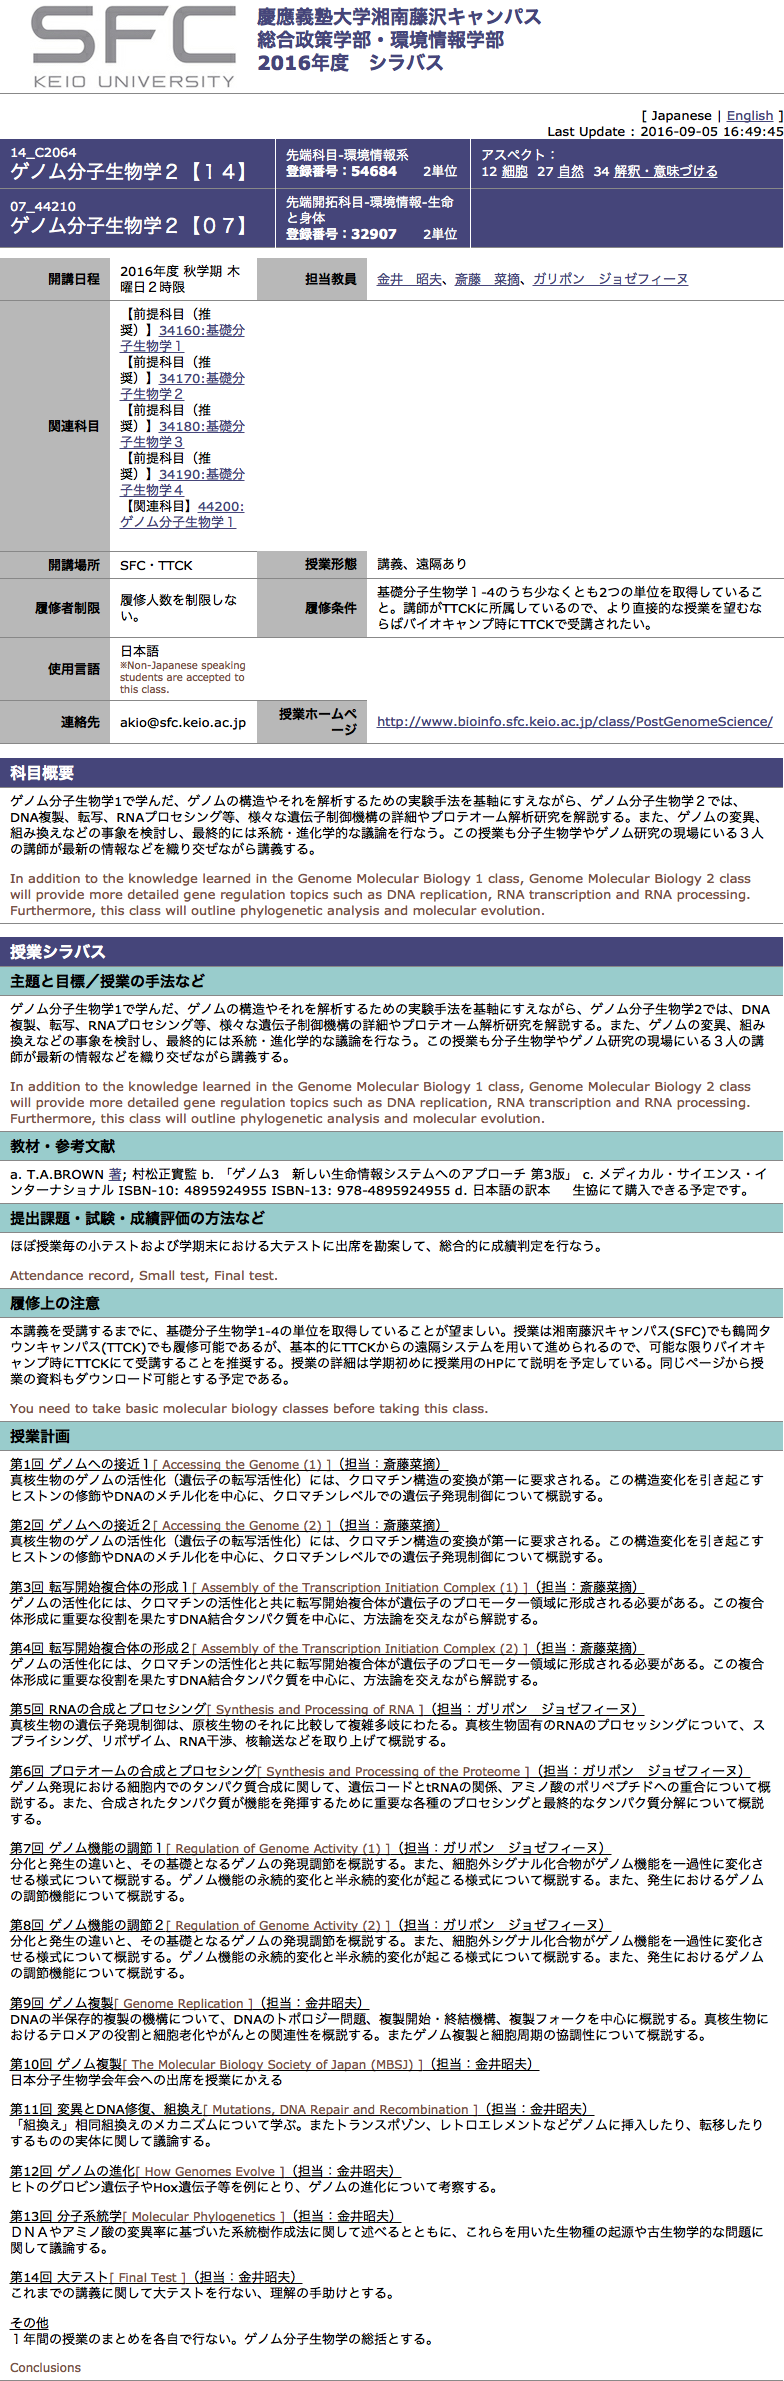 SFC
KEIO UNIVERSITY
慶應義塾大学湘南藤沢キャンパス
総合政策学部・環境情報学部
2016年度　シラバス
[ Japanese | English ]
Last Update : 2016-09-05 16:49:45
14_C2064
ゲノム分子生物学２【１４】
先端科目-環境情報系
登録番号：54684 2単位
アスペクト：
12 細胞 27 自然 34 解釈・意味づける
07_44210
ゲノム分子生物学２【０７】
先端開拓科目-環境情報-生命
と身体
登録番号：32907 2単位
開講日程
2016年度 秋学期 木
曜日２時限
担当教員
金井　昭夫、斎藤　菜摘、ガリポン　ジョゼフィーヌ
関連科目
【前提科目（推
奨）】34160:基礎分
子生物学１
【前提科目（推
奨）】34170:基礎分
子生物学２
【前提科目（推
奨）】34180:基礎分
子生物学３
【前提科目（推
奨）】34190:基礎分
子生物学４
【関連科目】44200:
ゲノム分子生物学１
開講場所
SFC・TTCK
授業形態
講義、遠隔あり
履修者制限
履修人数を制限しな
い。
履修条件
基礎分子生物学１-4のうち少なくとも2つの単位を取得しているこ
と。講師がTTCKに所属しているので、より直接的な授業を望むな
らばバイオキャンプ時にTTCKで受講されたい。
使用言語
日本語
※Non-Japanese speaking
students are accepted to
this class.
連絡先
akio@sfc.keio.ac.jp
授業ホームペ
ージ
http://www.bioinfo.sfc.keio.ac.jp/class/PostGenomeScience/
科目概要
ゲノム分子生物学1で学んだ、ゲノムの構造やそれを解析するための実験手法を基軸にすえながら、ゲノム分子生物学２では、
DNA複製、転写、RNAプロセシング等、様々な遺伝子制御機構の詳細やプロテオーム解析研究を解説する。また、ゲノムの変異、
組み換えなどの事象を検討し、最終的には系統・進化学的な議論を行なう。この授業も分子生物学やゲノム研究の現場にいる３人
の講師が最新の情報などを織り交ぜながら講義する。
In addition to the knowledge learned in the Genome Molecular Biology 1 class, Genome Molecular Biology 2 class
will provide more detailed gene regulation topics such as DNA replication, RNA transcription and RNA processing.
Furthermore, this class will outline phylogenetic analysis and molecular evolution.
授業シラバス
主題と目標／授業の手法など
ゲノム分子生物学1で学んだ、ゲノムの構造やそれを解析するための実験手法を基軸にすえながら、ゲノム分子生物学2では、DNA
複製、転写、RNAプロセシング等、様々な遺伝子制御機構の詳細やプロテオーム解析研究を解説する。また、ゲノムの変異、組み
換えなどの事象を検討し、最終的には系統・進化学的な議論を行なう。この授業も分子生物学やゲノム研究の現場にいる３人の講
師が最新の情報などを織り交ぜながら講義する。
In addition to the knowledge learned in the Genome Molecular Biology 1 class, Genome Molecular Biology 2 class
will provide more detailed gene regulation topics such as DNA replication, RNA transcription and RNA processing.
Furthermore, this class will outline phylogenetic analysis and molecular evolution.
教材・参考文献
a. T.A.BROWN 著; 村松正實監 b. 「ゲノム3　新しい生命情報システムへのアプローチ 第3版」 c. メディカル・サイエンス・イ
ンターナショナル ISBN-10: 4895924955 ISBN-13: 978-4895924955 d. 日本語の訳本　 生協にて購入できる予定です。
提出課題・試験・成績評価の方法など
ほぼ授業毎の小テストおよび学期末における大テストに出席を勘案して、総合的に成績判定を行なう。
Attendance record, Small test, Final test.
履修上の注意
本講義を受講するまでに、基礎分子生物学1-4の単位を取得していることが望ましい。授業は湘南藤沢キャンパス(SFC)でも鶴岡タ
ウンキャンパス(TTCK)でも履修可能であるが、基本的にTTCKからの遠隔システムを用いて進められるので、可能な限りバイオキ
ャンプ時にTTCKにて受講することを推奨する。授業の詳細は学期初めに授業用のHPにて説明を予定している。同じページから授
業の資料もダウンロード可能とする予定である。
You need to take basic molecular biology classes before taking this class.
授業計画
第1回 ゲノムへの接近１[ Accessing the Genome (1) ]（担当：斎藤菜摘）
真核生物のゲノムの活性化（遺伝子の転写活性化）には、クロマチン構造の変換が第一に要求される。この構造変化を引き起こす
ヒストンの修飾やDNAのメチル化を中心に、クロマチンレベルでの遺伝子発現制御について概説する。
第2回 ゲノムへの接近２[ Accessing the Genome (2) ]（担当：斎藤菜摘）
真核生物のゲノムの活性化（遺伝子の転写活性化）には、クロマチン構造の変換が第一に要求される。この構造変化を引き起こす
ヒストンの修飾やDNAのメチル化を中心に、クロマチンレベルでの遺伝子発現制御について概説する。
第3回 転写開始複合体の形成１[ Assembly of the Transcription Initiation Complex (1) ]（担当：斎藤菜摘）
ゲノムの活性化には、クロマチンの活性化と共に転写開始複合体が遺伝子のプロモーター領域に形成される必要がある。この複合
体形成に重要な役割を果たすDNA結合タンパク質を中心に、方法論を交えながら解説する。
第4回 転写開始複合体の形成２[ Assembly of the Transcription Initiation Complex (2) ]（担当：斎藤菜摘）
ゲノムの活性化には、クロマチンの活性化と共に転写開始複合体が遺伝子のプロモーター領域に形成される必要がある。この複合
体形成に重要な役割を果たすDNA結合タンパク質を中心に、方法論を交えながら解説する。
第5回 RNAの合成とプロセシング[ Synthesis and Processing of RNA ]（担当：ガリポン　ジョゼフィーヌ）
真核生物の遺伝子発現制御は、原核生物のそれに比較して複雑多岐にわたる。真核生物固有のRNAのプロセッシングについて、ス
プライシング、リボザイム、RNA干渉、核輸送などを取り上げて概説する。
第6回 プロテオームの合成とプロセシング[ Synthesis and Processing of the Proteome ]（担当：ガリポン　ジョゼフィーヌ）
ゲノム発現における細胞内でのタンパク質合成に関して、遺伝コードとtRNAの関係、アミノ酸のポリペプチドへの重合について概
説する。また、合成されたタンパク質が機能を発揮するために重要な各種のプロセシングと最終的なタンパク質分解について概説
する。
第7回 ゲノム機能の調節１[ Regulation of Genome Activity (1) ]（担当：ガリポン　ジョゼフィーヌ）
分化と発生の違いと、その基礎となるゲノムの発現調節を概説する。また、細胞外シグナル化合物がゲノム機能を一過性に変化さ
せる様式について概説する。ゲノム機能の永続的変化と半永続的変化が起こる様式について概説する。また、発生におけるゲノム
の調節機能について概説する。
第8回 ゲノム機能の調節２[ Regulation of Genome Activity (2) ]（担当：ガリポン　ジョゼフィーヌ）
分化と発生の違いと、その基礎となるゲノムの発現調節を概説する。また、細胞外シグナル化合物がゲノム機能を一過性に変化さ
せる様式について概説する。ゲノム機能の永続的変化と半永続的変化が起こる様式について概説する。また、発生におけるゲノム
の調節機能について概説する。
第9回 ゲノム複製[ Genome Replication ]（担当：金井昭夫）
DNAの半保存的複製の機構について、DNAのトポロジー問題、複製開始・終結機構、複製フォークを中心に概説する。真核生物に
おけるテロメアの役割と細胞老化やがんとの関連性を概説する。またゲノム複製と細胞周期の協調性について概説する。
第10回 ゲノム複製[ The Molecular Biology Society of Japan (MBSJ) ]（担当：金井昭夫）
日本分子生物学会年会への出席を授業にかえる
第11回 変異とDNA修復、組換え[ Mutations, DNA Repair and Recombination ]（担当：金井昭夫）
「組換え」相同組換えのメカニズムについて学ぶ。またトランスポゾン、レトロエレメントなどゲノムに挿入したり、転移したり
するものの実体に関して議論する。
第12回 ゲノムの進化[ How Genomes Evolve ]（担当：金井昭夫）
ヒトのグロビン遺伝子やHox遺伝子等を例にとり、ゲノムの進化について考察する。
第13回 分子系統学[ Molecular Phylogenetics ]（担当：金井昭夫）
ＤＮＡやアミノ酸の変異率に基づいた系統樹作成法に関して述べるとともに、これらを用いた生物種の起源や古生物学的な問題に
関して議論する。
第14回 大テスト[ Final Test ]（担当：金井昭夫）
これまでの講義に関して大テストを行ない、理解の手助けとする。
その他
１年間の授業のまとめを各自で行ない。ゲノム分子生物学の総括とする。
Conclusions